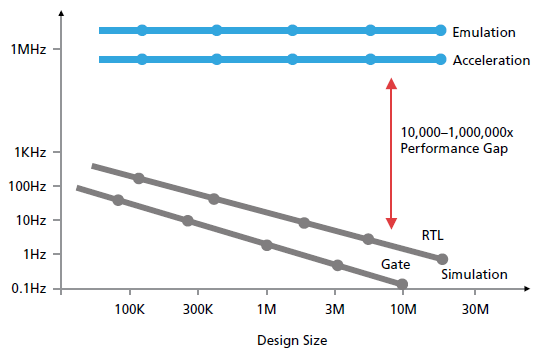 Emulation
1MHz
Acceleration
10,000–1,000,000x
Performance Gap
1KHz
100Hz
10Hz
RTL
1Hz
Gate
Simulation
0.1Hz
100K 300K 1M 3M 10M 30M
Design Size